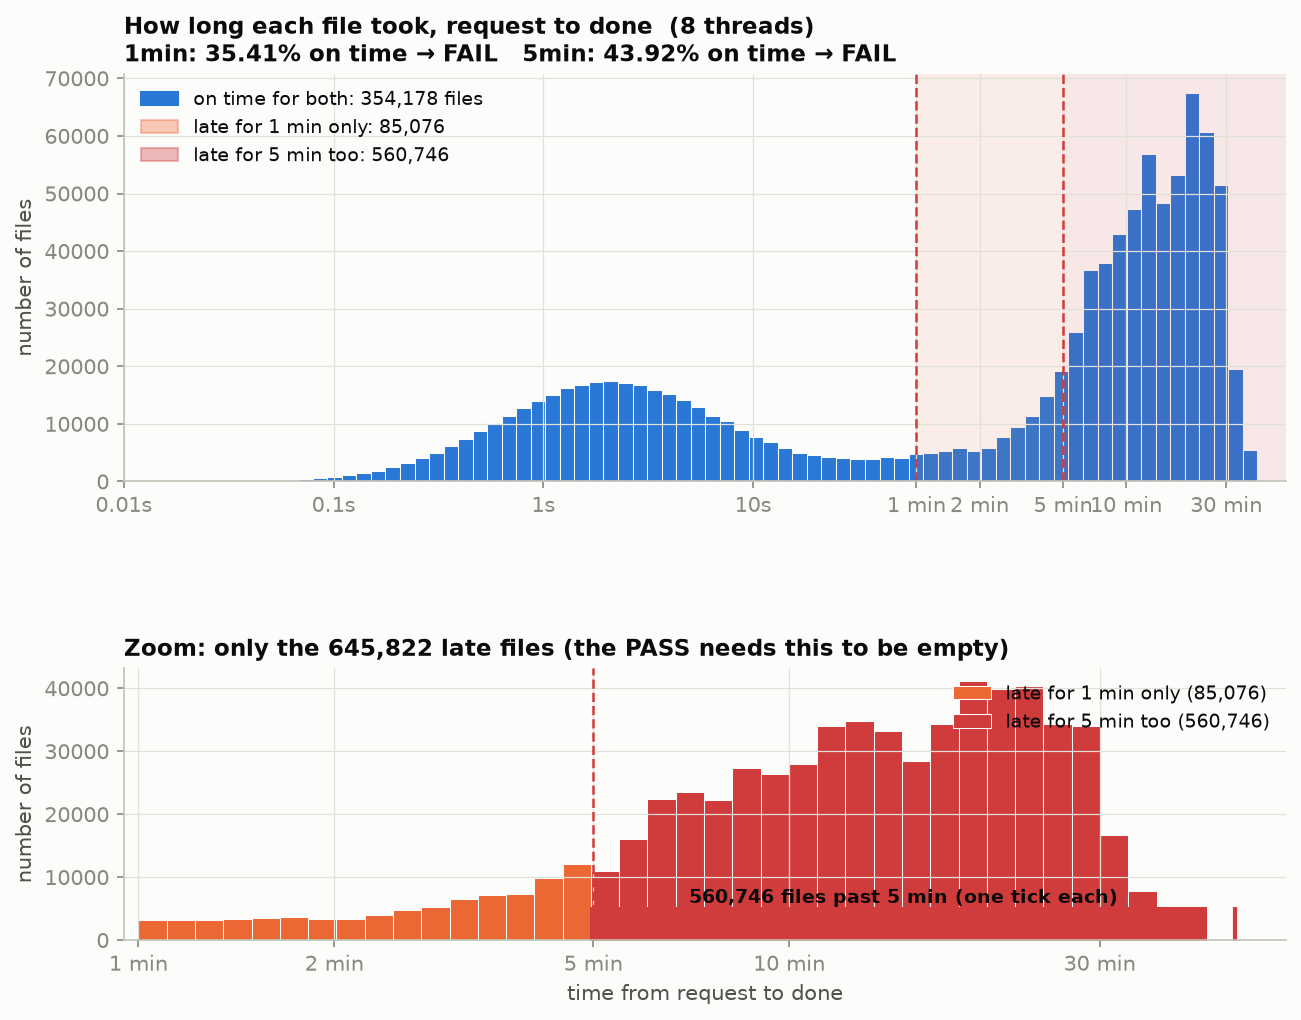 How long each file took, request to done  (8 threads)
1min: 35.41% on time → FAIL   5min: 43.92% on time → FAIL
number of files
70000
60000
50000
40000
30000
20000
10000
0
on time for both: 354,178 files
late for 1 min only: 85,076
late for 5 min too: 560,746
0.01s 0.1s 1s 10s 1 min 2 min 5 min 10 min 30 min
Zoom: only the 645,822 late files (the PASS needs this to be empty)
number of files
40000
30000
20000
10000
0
late for 1 min only (85,076)
late for 5 min too (560,746)
560,746 files past 5 min (one tick each)
1 min 2 min 5 min 10 min 30 min
time from request to done